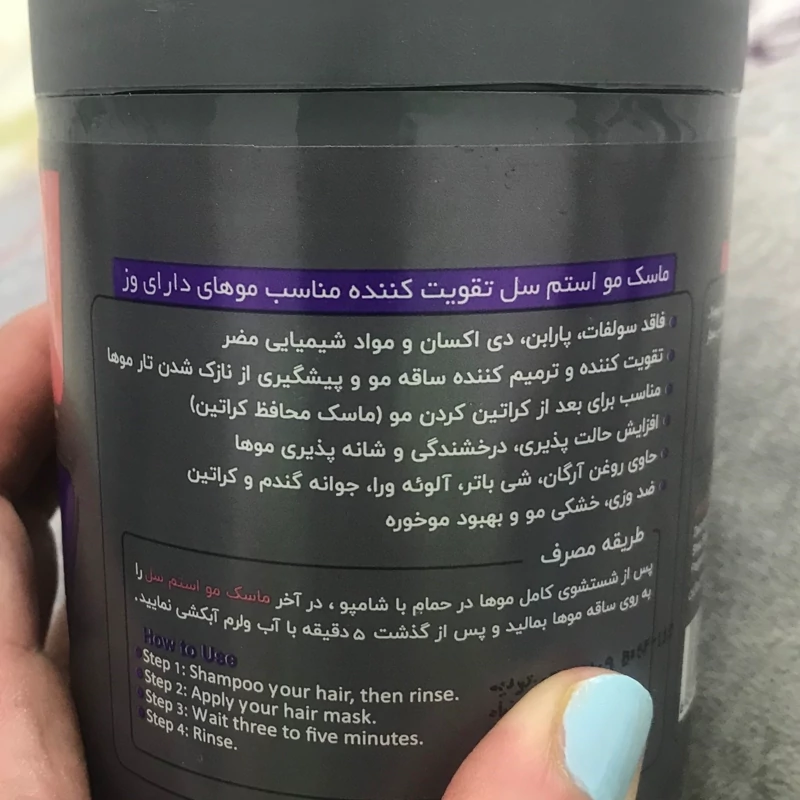 ماسک مو استم سل تقویت کننده مناسب موهای دارای وز
فاقد سولفات، پارابن، دی اکسان و مواد شیمیایی مضر
تقویت کننده و ترمیم کننده ساقه مو و پیشگیری از نازک شدن تار موها
مناسب برای بعد از کراتین کردن مو (ماسک محافظ کراتین)
افزایش حالت پذیری، درخشندگی و شانه پذیری موها
حاوی روغن آرگان، شی باتر، آلوئه ورا، جوانه گندم و کراتین
ضد وزی، خشکی مو و بهبود موخوره
طریقه مصرف
پس از شستشوی کامل موها در حمام با شامپو ، در آخر ماسک مو استم سل را
به روی ساقه موها بمالید و پس از گذشت ۵ دقیقه با آب ولرم آبکشی نمایید.
How to Use
Step 1: Shampoo your hair, then rinse.
Step 2: Apply your hair mask.
Step 3: Wait three to five minutes.
Step 4: Rinse.